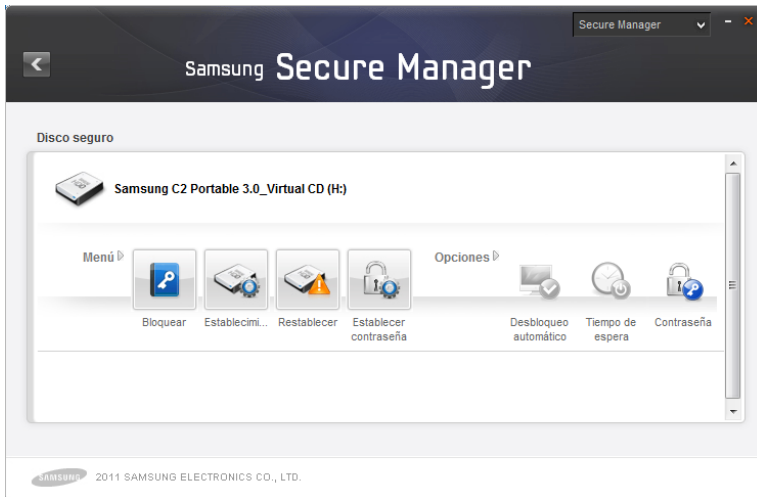 Secure Manager
Samsung Secure Manager
Disco seguro
Samsung C2 Portable 3.0_Virtual CD (H:)
Menú
Opciones
Bloquear
Establecimi...
Restablecer
Establecer
contraseña
Desbloqueo
automático
Tiempo de
espera
Contraseña
SAMSUNG 2011 SAMSUNG ELECTRONICS CO., LTD.